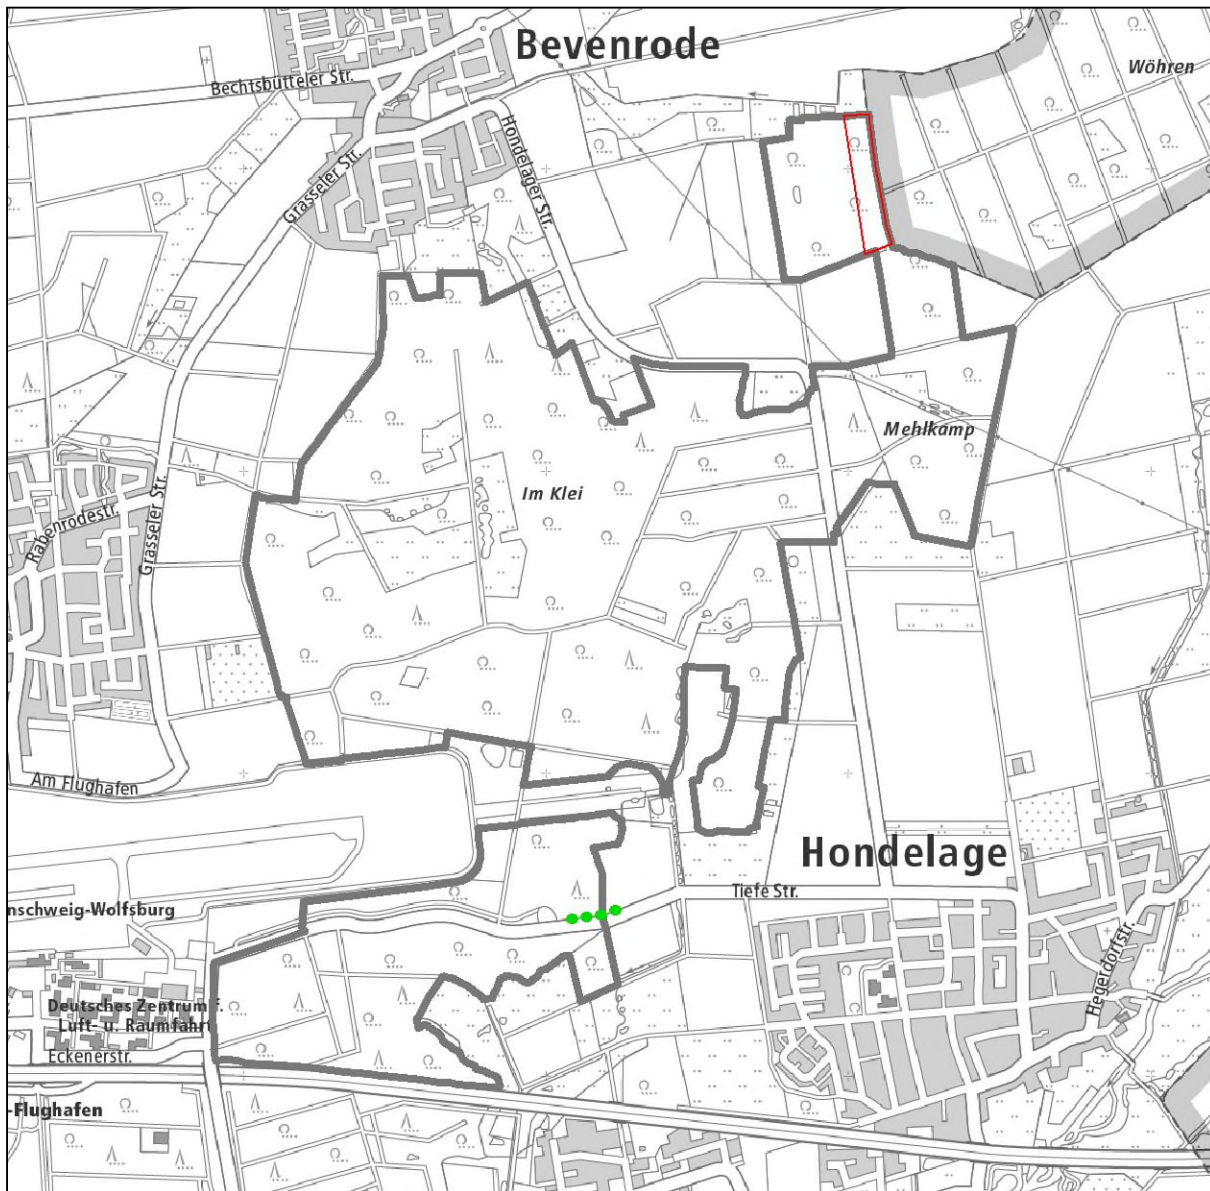 Bevenrode
Wöhren
Bechtsbütteler Str.
Grasseler Str.
Hondelager Str.
Mehlkamp
Im Klei
Rabenrodestr.
Grasseler Str.
Am Flughafen
Hondelage
Tiefe Str.
nschweig-Wolfsburg
Hegerdorfstr.
Deutsches Zentrum f.
Luft- u. Raumfahrt
Eckenerstr.
-Flughafen